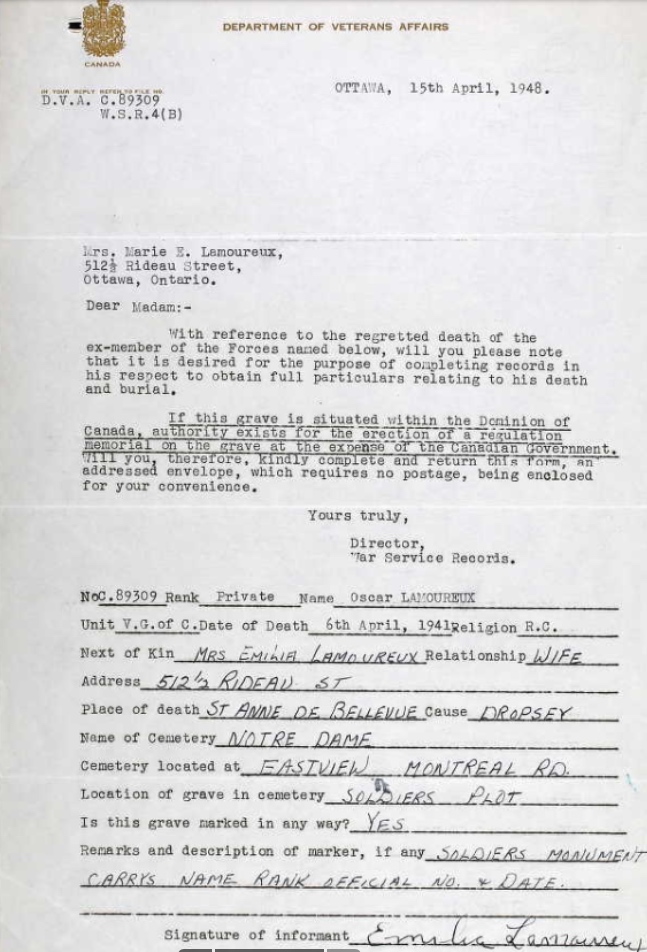 DEPARTMENT OF VETERANS AFFAIRS
CANADA
IN YOUR REPLY REFER TO FILE NO.
D.V.A. C.89309
W.S.R.4(B)
OTTAWA, 15th April, 1948.
Mrs. Marie E. Lamoureux,
512½ Rideau Street,
Ottawa, Ontario.
Dear Madam:-
With reference to the regretted death of the
ex-member of the Forces named below, will you please note
that it is desired for the purpose of completing records in
his respect to obtain full particulars relating to his death
and burial.
If this grave is situated within the Dominion of
Canada, authority exists for the erection of a regulation
memorial on the grave at the expense of the Canadian Government.
Will you, therefore, kindly complete and return this form, an
addressed envelope, which requires no postage, being enclosed
for your convenience.
Yours truly,
Director,
War Service Records.
NoC.89309 Rank Private Name Oscar LAMOUREUX
Unit V.G.of C. Date of Death 6th April, 1941 Religion R.C.
Next of Kin MRS EMILIA LAMOUREUX Relationship WIFE
Address 512½ RIDEAU ST
Place of death ST ANNE DE BELLEVUE Cause DROPSEY
Name of Cemetery NOTRE DAME
Cemetery located at EASTVIEW MONTREAL RD.
Location of grave in cemetery SOLDIERS PLOT
Is this grave marked in any way? YES
Remarks and description of marker, if any SOLDIERS MONUMENT
CARRYS NAME RANK OFFICIAL NO. & DATE.
Signature of informant Emilia Lamoureux